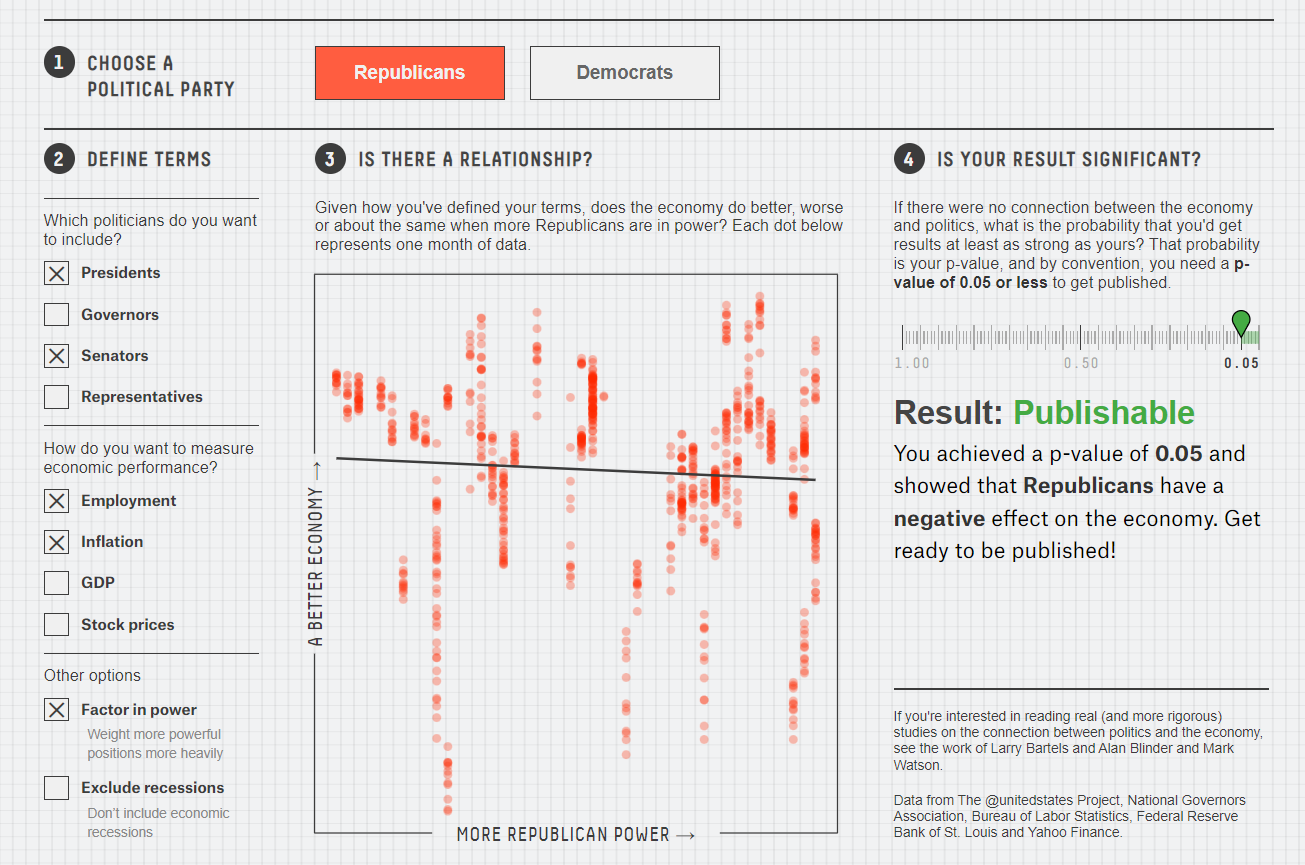 1 CHOOSE A
POLITICAL PARTY
Republicans
Democrats
2 DEFINE TERMS
Which politicians do you want
to include?
Presidents
Governors
Senators
Representatives
How do you want to measure
economic performance?
Employment
Inflation
GDP
Stock prices
Other options
Factor in power
Weight more powerful
positions more heavily
Exclude recessions
Don't include economic
recessions
3 IS THERE A RELATIONSHIP?
Given how you've defined your terms, does the economy do better, worse
or about the same when more Republicans are in power? Each dot below
represents one month of data.
A BETTER ECONOMY →
MORE REPUBLICAN POWER →
4 IS YOUR RESULT SIGNIFICANT?
If there were no connection between the economy
and politics, what is the probability that you'd get
results at least as strong as yours? That probability
is your p-value, and by convention, you need a p-
value of 0.05 or less to get published.
1.00 0.50 0.05
Result: Publishable
You achieved a p-value of 0.05 and
showed that Republicans have a
negative effect on the economy. Get
ready to be published!
If you're interested in reading real (and more rigorous)
studies on the connection between politics and the economy,
see the work of Larry Bartels and Alan Blinder and Mark
Watson.
Data from The @unitedstates Project, National Governors
Association, Bureau of Labor Statistics, Federal Reserve
Bank of St. Louis and Yahoo Finance.